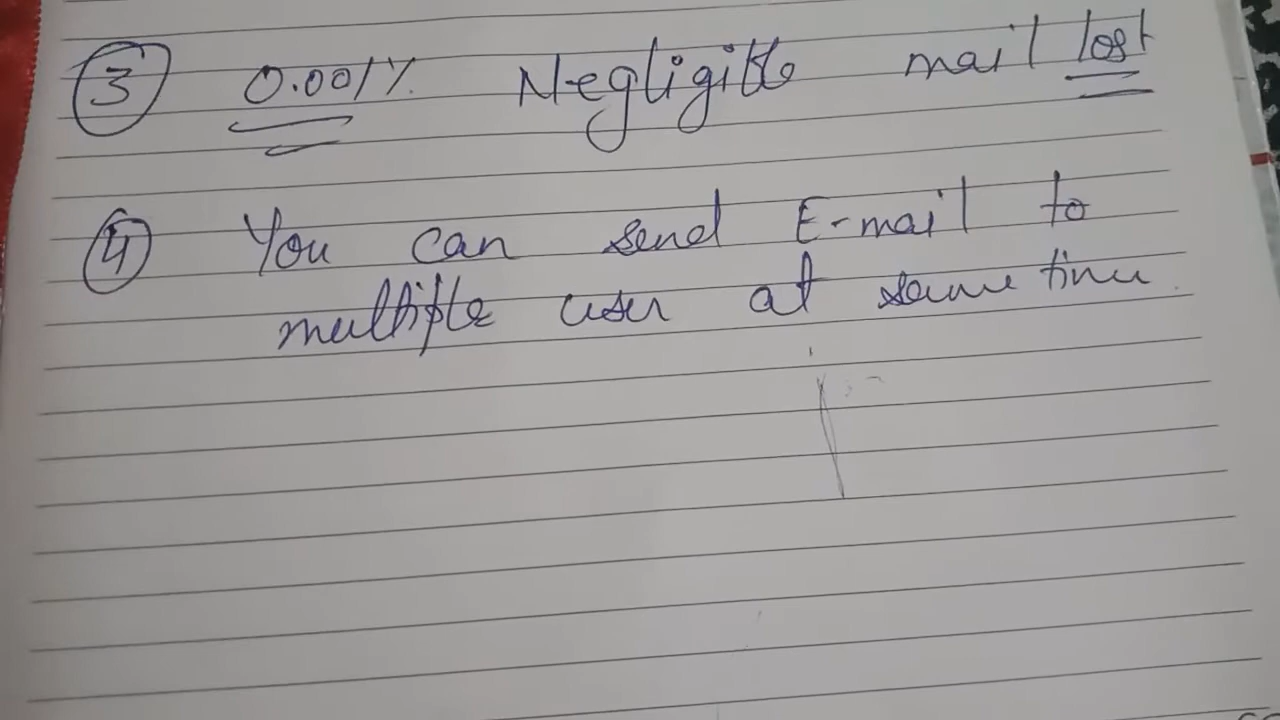 3 0.001% Negligible mail lost
4 You can send E-mail to
multiple user at same time.